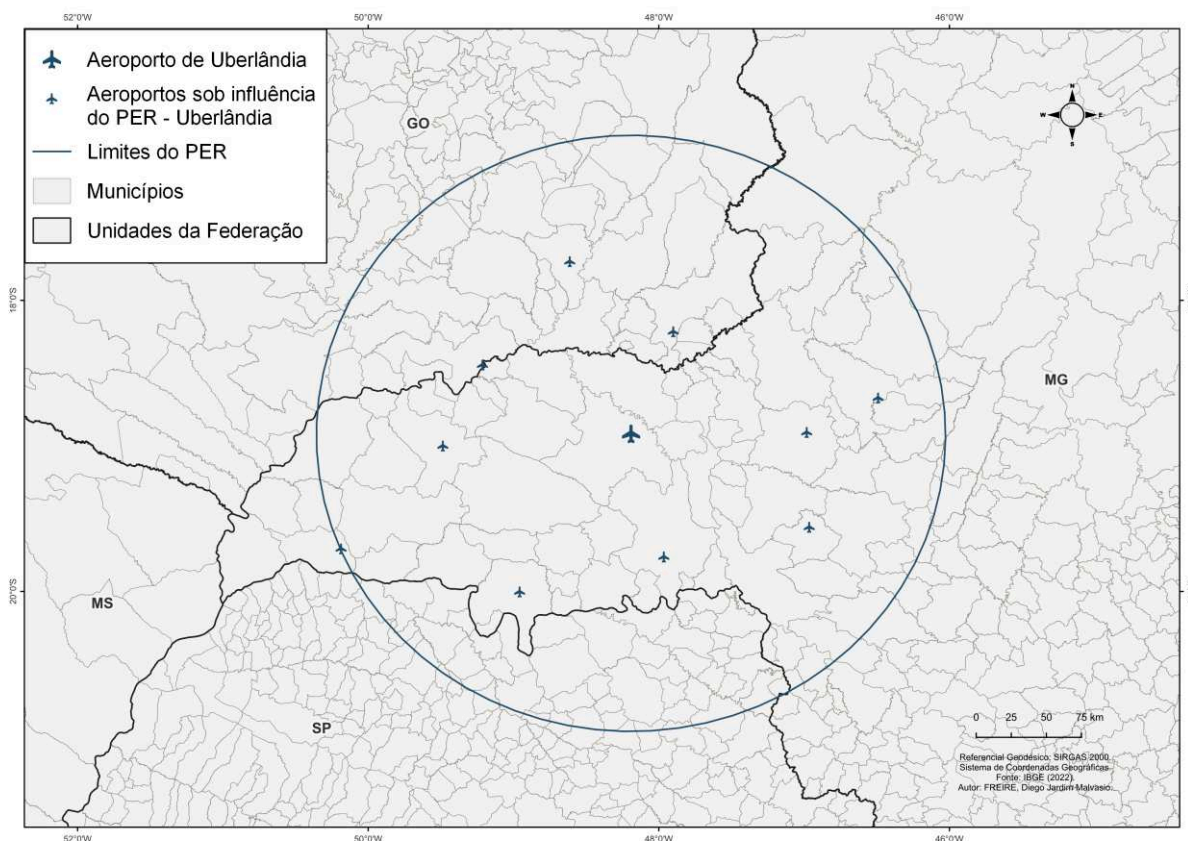 52°0'W 50°0'W 48°0'W 46°0'W
Aeroporto de Uberlândia
Aeroportos sob influência
do PER - Uberlândia
Limites do PER
Municípios
Unidades da Federação
GO
N
W E
S
18°0'S
MG
20°0'S
MS
SP
0 25 50 75 km
Referencial Geodésico: SIRGAS 2000
Sistema de Coordenadas Geográficas
Fonte: IBGE (2022).
Autor: FREIRE, Diego Jardim Malvasio.
52°0'W 50°0'W 48°0'W 46°0'W